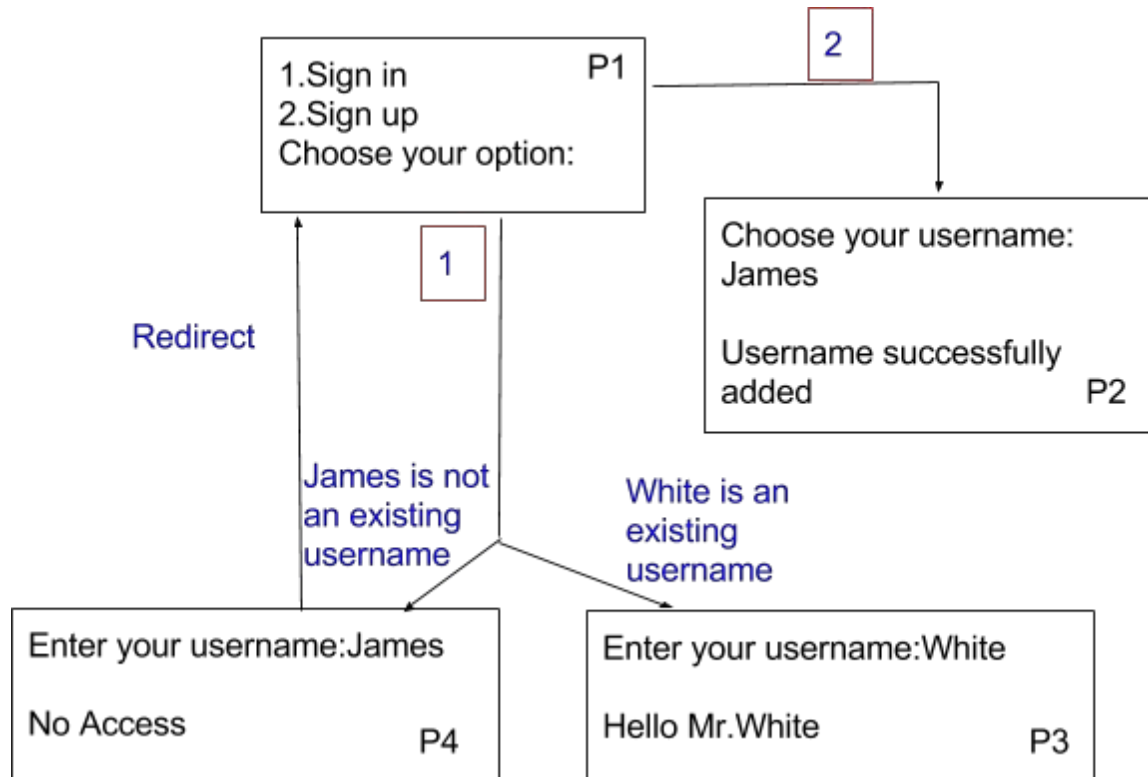 2
1.Sign in
P1
2.Sign up
Choose your option:
Choose your username:
James
Username successfully
added
P2
1
Redirect
James is not
an existing
username
White is an
existing
username
Enter your username:James
No Access
P4
Enter your username:White
Hello Mr.White
P3